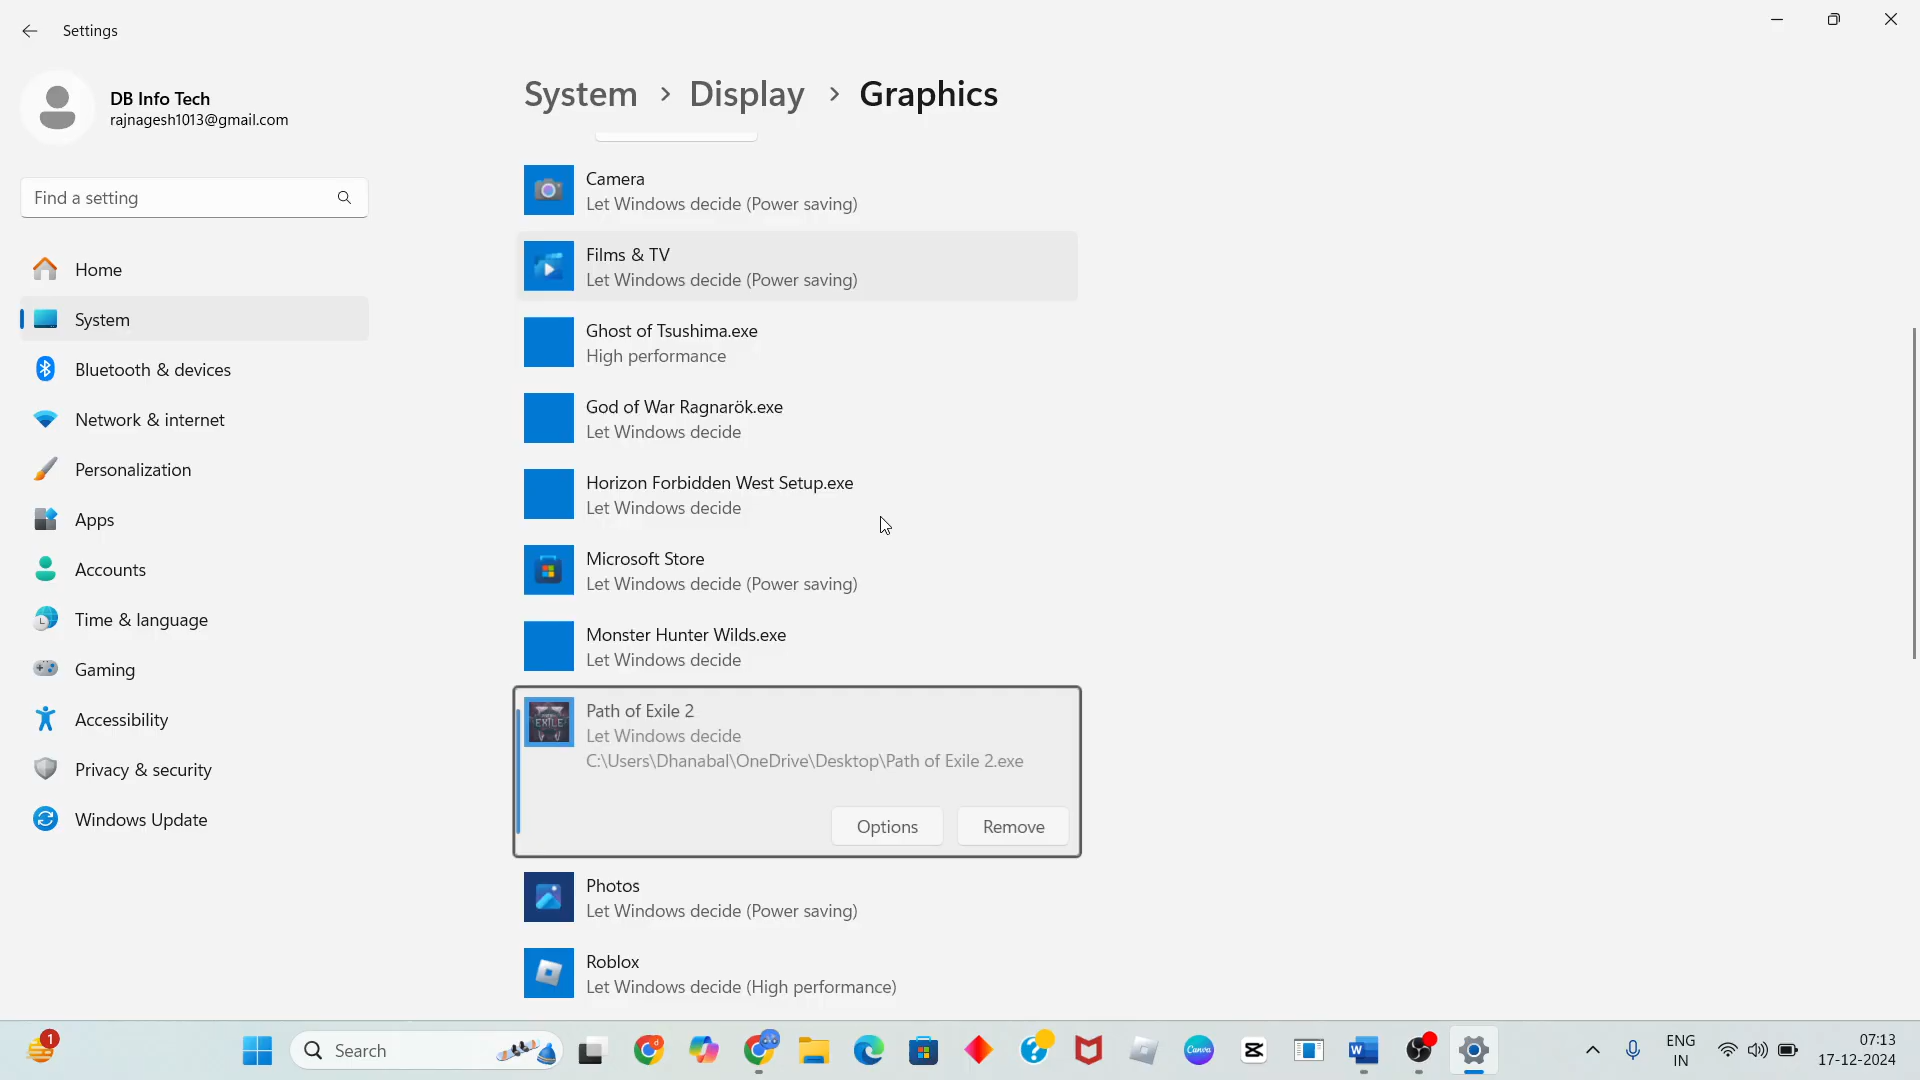 Settings
DB Info Tech
rajnagesh1013@gmail.com
Find a setting
Home
System
Bluetooth & devices
Network & internet
Personalization
Apps
Accounts
Time & language
Gaming
Accessibility
Privacy & security
Windows Update
System > Display > Graphics
Camera
Let Windows decide (Power saving)
Films & TV
Let Windows decide (Power saving)
Ghost of Tsushima.exe
High performance
God of War Ragnarök.exe
Let Windows decide
Horizon Forbidden West Setup.exe
Let Windows decide
Microsoft Store
Let Windows decide (Power saving)
Monster Hunter Wilds.exe
Let Windows decide
Path of Exile 2
Let Windows decide
C:\Users\Dhanabal\OneDrive\Desktop\Path of Exile 2.exe
Options Remove
Photos
Let Windows decide (Power saving)
Roblox
Let Windows decide (High performance)
1
Search
Canva
ENG
IN
07:13
17-12-2024